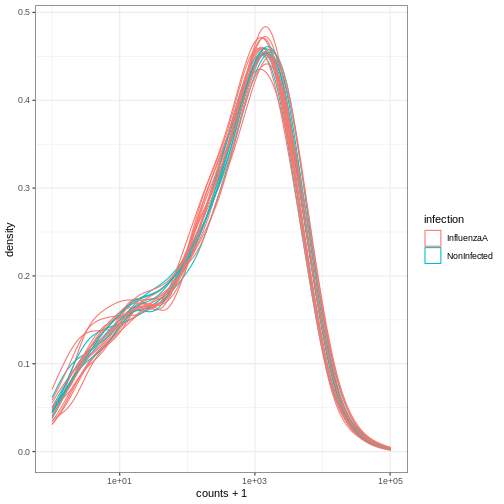 0.5
0.4
0.3
0.2
0.1
0.0
density
1e+01
1e+03
1e+05
counts + 1
infection
InfluenzaA
NonInfected